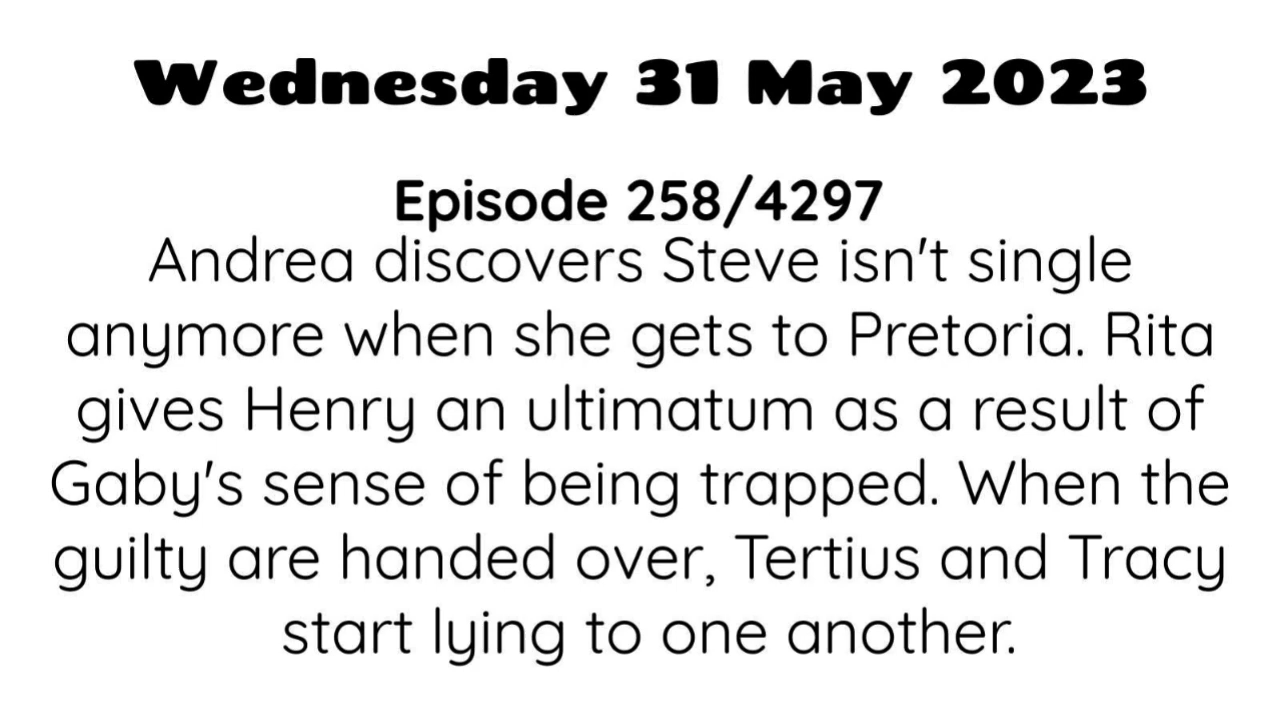 Wednesday 31 May 2023
Episode 258/4297
Andrea discovers Steve isn't single
anymore when she gets to Pretoria. Rita
gives Henry an ultimatum as a result of
Gaby's sense of being trapped. When the
guilty are handed over, Tertius and Tracy
start lying to one another.